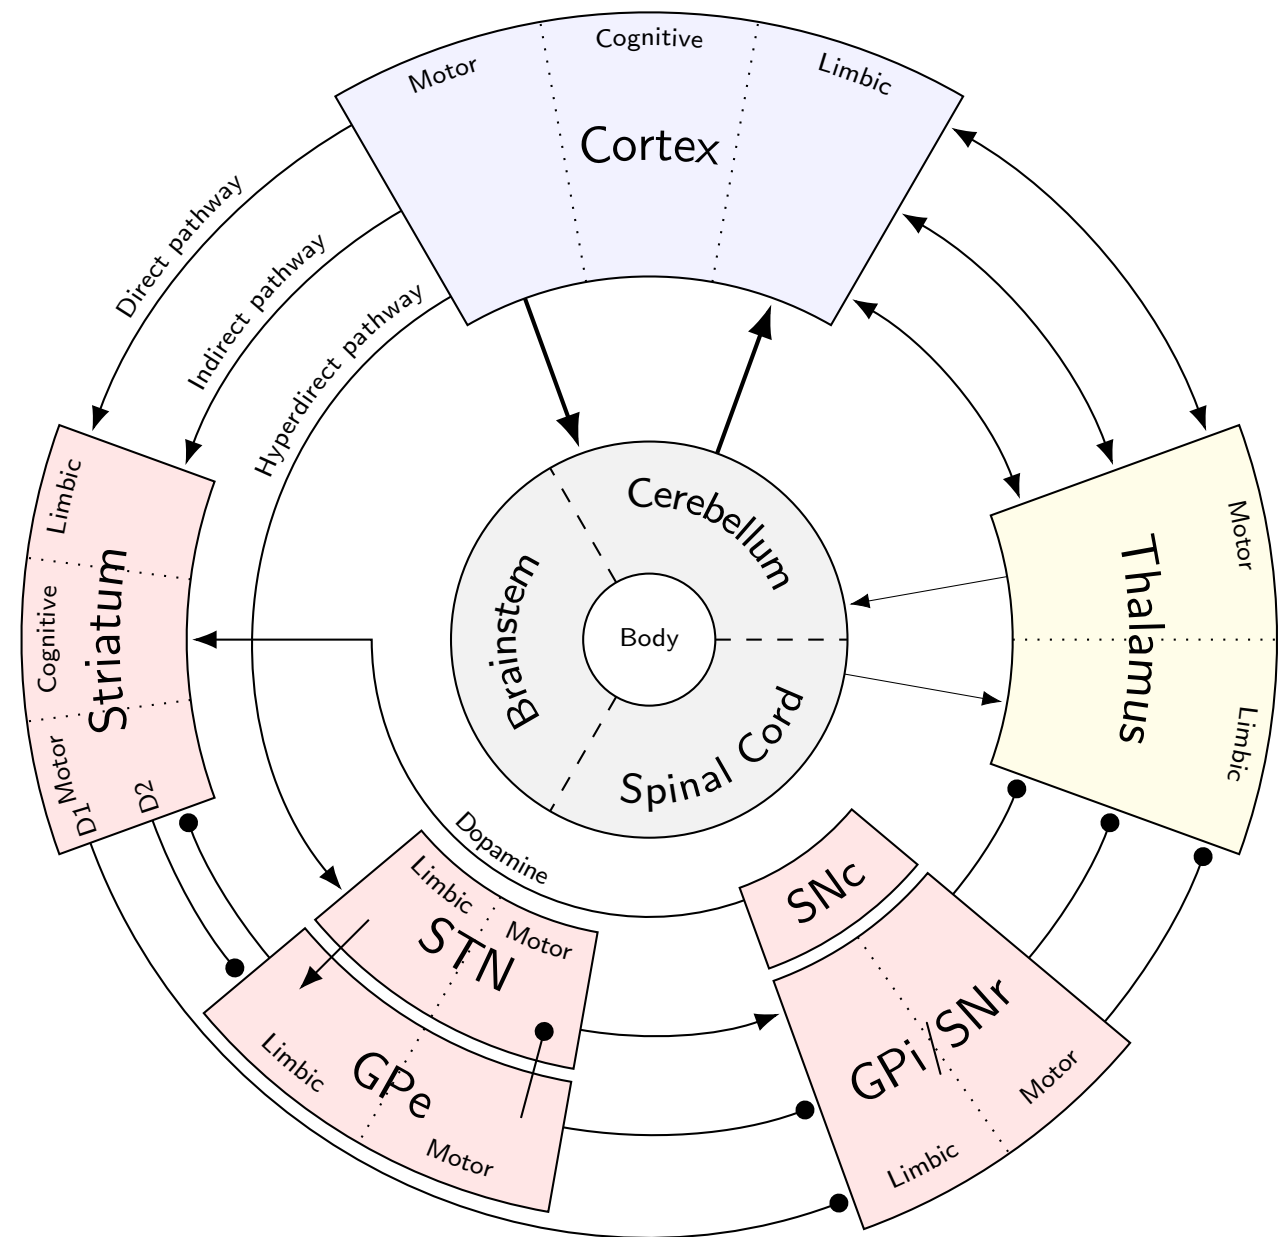 Motor
Cognitive
Limbic
Cortex
Direct pathway
Indirect pathway
Hyperdirect pathway
Limbic
Cognitive
Motor
Striatum
D1
D2
Cerebellum
Brainstem
Body
Spinal Cord
Motor
Thalamus
Limbic
Dopamine
Limbic
Motor
STN
GPe
Limbic
Motor
SNc
GPi/SNr
Limbic
Motor